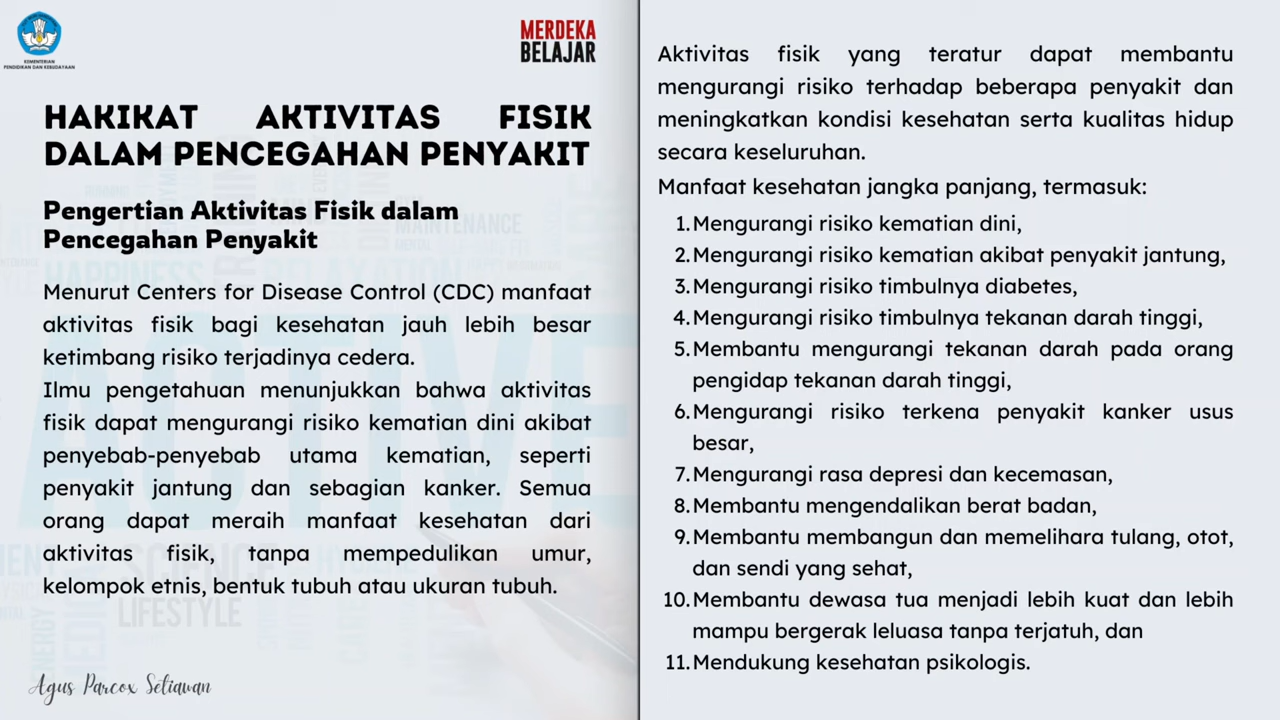 KEMENTERIAN
PENDIDIKAN DAN KEBUDAYAAN
MERDEKA
BELAJAR
HAKIKAT AKTIVITAS FISIK
DALAM PENCEGAHAN PENYAKIT
Pengertian Aktivitas Fisik dalam
Pencegahan Penyakit
Menurut Centers for Disease Control (CDC) manfaat
aktivitas fisik bagi kesehatan jauh lebih besar
ketimbang risiko terjadinya cedera.
Ilmu pengetahuan menunjukkan bahwa aktivitas
fisik dapat mengurangi risiko kematian dini akibat
penyebab-penyebab utama kematian, seperti
penyakit jantung dan sebagian kanker. Semua
orang dapat meraih manfaat kesehatan dari
aktivitas fisik, tanpa mempedulikan umur,
kelompok etnis, bentuk tubuh atau ukuran tubuh.
HAPPINESS
RELAXATION
MAINTENANCE
ACTIVE
SCIENCE
LIFESTYLE
Agus Parcox Setiawan
Aktivitas fisik yang teratur dapat membantu
mengurangi risiko terhadap beberapa penyakit dan
meningkatkan kondisi kesehatan serta kualitas hidup
secara keseluruhan.
Manfaat kesehatan jangka panjang, termasuk:
1. Mengurangi risiko kematian dini,
2. Mengurangi risiko kematian akibat penyakit jantung,
3. Mengurangi risiko timbulnya diabetes,
4. Mengurangi risiko timbulnya tekanan darah tinggi,
5. Membantu mengurangi tekanan darah pada orang
pengidap tekanan darah tinggi,
6. Mengurangi risiko terkena penyakit kanker usus
besar,
7. Mengurangi rasa depresi dan kecemasan,
8. Membantu mengendalikan berat badan,
9. Membantu membangun dan memelihara tulang, otot,
dan sendi yang sehat,
10. Membantu dewasa tua menjadi lebih kuat dan lebih
mampu bergerak leluasa tanpa terjatuh, dan
11. Mendukung kesehatan psikologis.